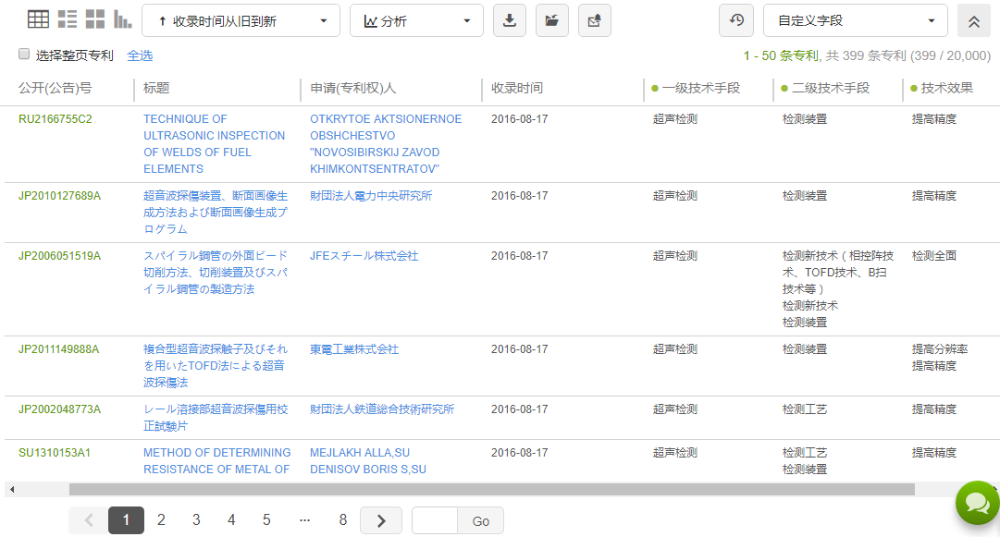 ↑ 收录时间从旧到新
分析
自定义字段
选择整页专利 全选
1 - 50 条专利, 共 399 条专利 (399 / 20,000)
公开(公告)号 标题 申请(专利权)人 收录时间 一级技术手段 二级技术手段 技术效果
RU2166755C2
TECHNIQUE OF
ULTRASONIC INSPECTION
OF WELDS OF FUEL
ELEMENTS
OTKRYTOE AKTSIONERNOE
OBSHCHESTVO
"NOVOSIBIRSKIJ ZAVOD
KHIMKONTSENTRATOV"
2016-08-17
超声检测
检测装置
提高精度
JP2010127689A
超音波探傷装置、断面画像生
成方法および断面画像生成プ
ログラム
財団法人電力中央研究所
2016-08-17
超声检测
检测装置
提高精度
JP2006051519A
スパイラル鋼管の外面ビード
切削方法、切削装置及びスパ
イラル鋼管の製造方法
JFEスチール株式会社
2016-08-17
超声检测
检测新技术（相控阵技
术、TOFD技术、B扫
技术等）
检测新技术
检测装置
检测全面
JP2011149888A
複合型超音波探触子及びそれ
を用いたTOFD法による超音
波探傷法
東電工業株式会社
2016-08-17
超声检测
检测装置
提高分辨率
提高精度
JP2002048773A
レール溶接部超音波探傷用校
正試験片
財団法人鉄道総合技術研究所
2016-08-17
超声检测
检测工艺
提高精度
SU1310153A1
METHOD OF DETERMINING
RESISTANCE OF METAL OF
MEJLAKH ALLA,SU
DENISOV BORIS S,SU
2016-08-17
超声检测
检测工艺
检测装置
提高精度
1 2 3 4 5 ··· 8 Go